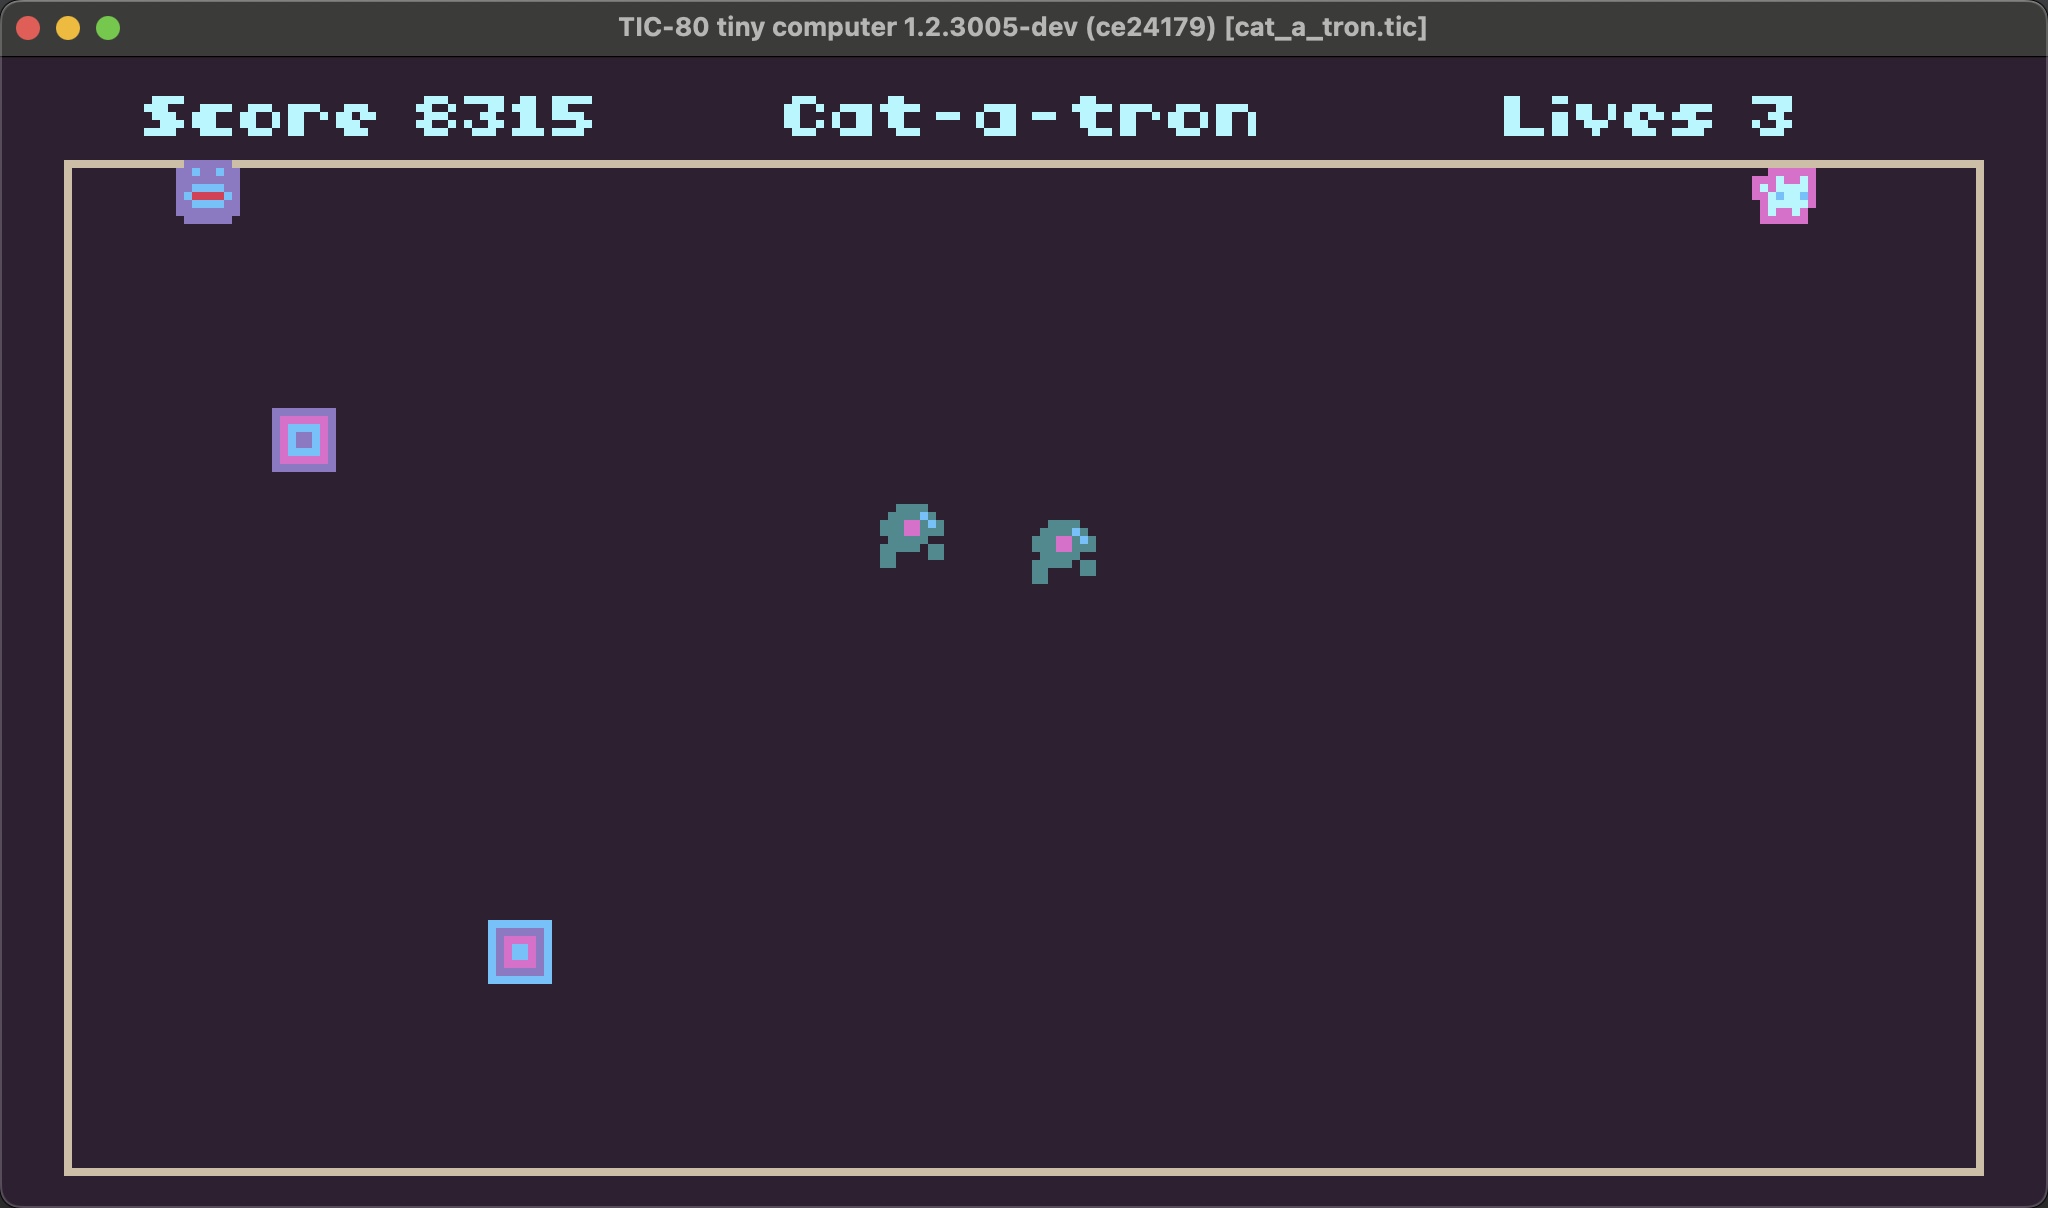 TIC-80 tiny computer 1.2.3005-dev (ce24179) [cat_a_tron.tic]
Score 8315 Cat-a-tron Lives 3